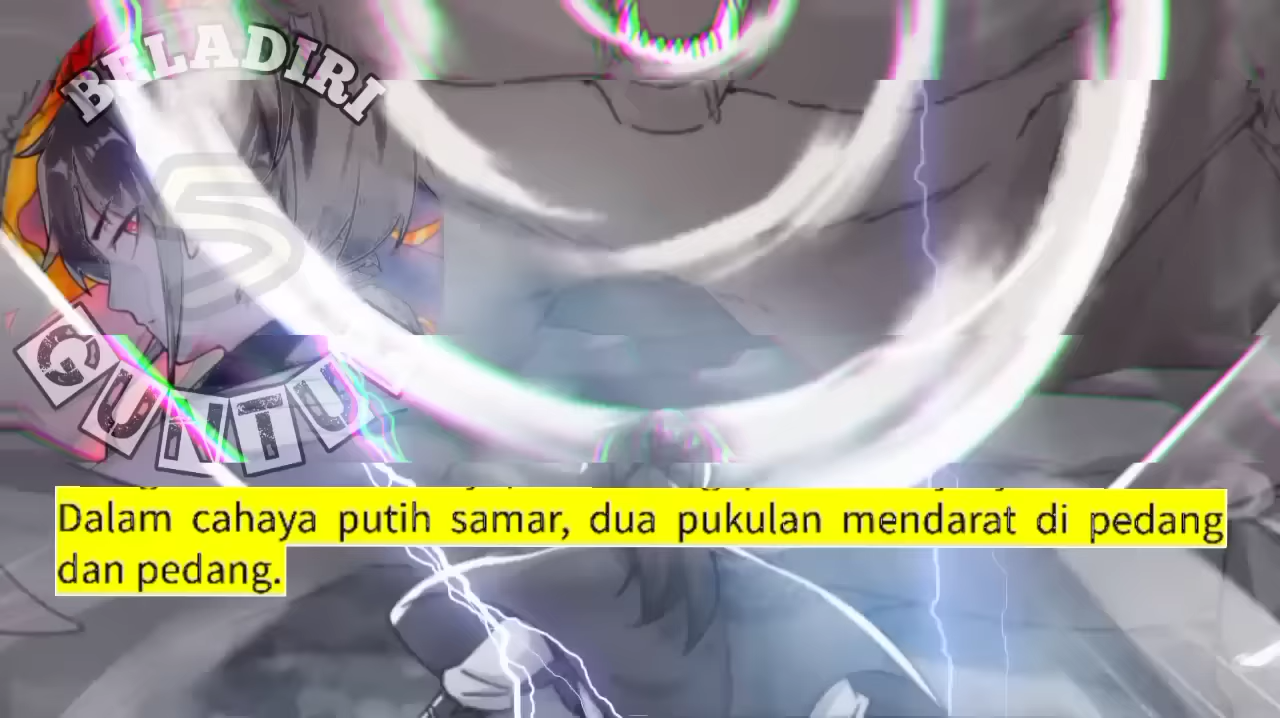 BELADIRI
S
GUNTU
Dalam cahaya putih samar, dua pukulan mendarat di pedang
dan pedang.